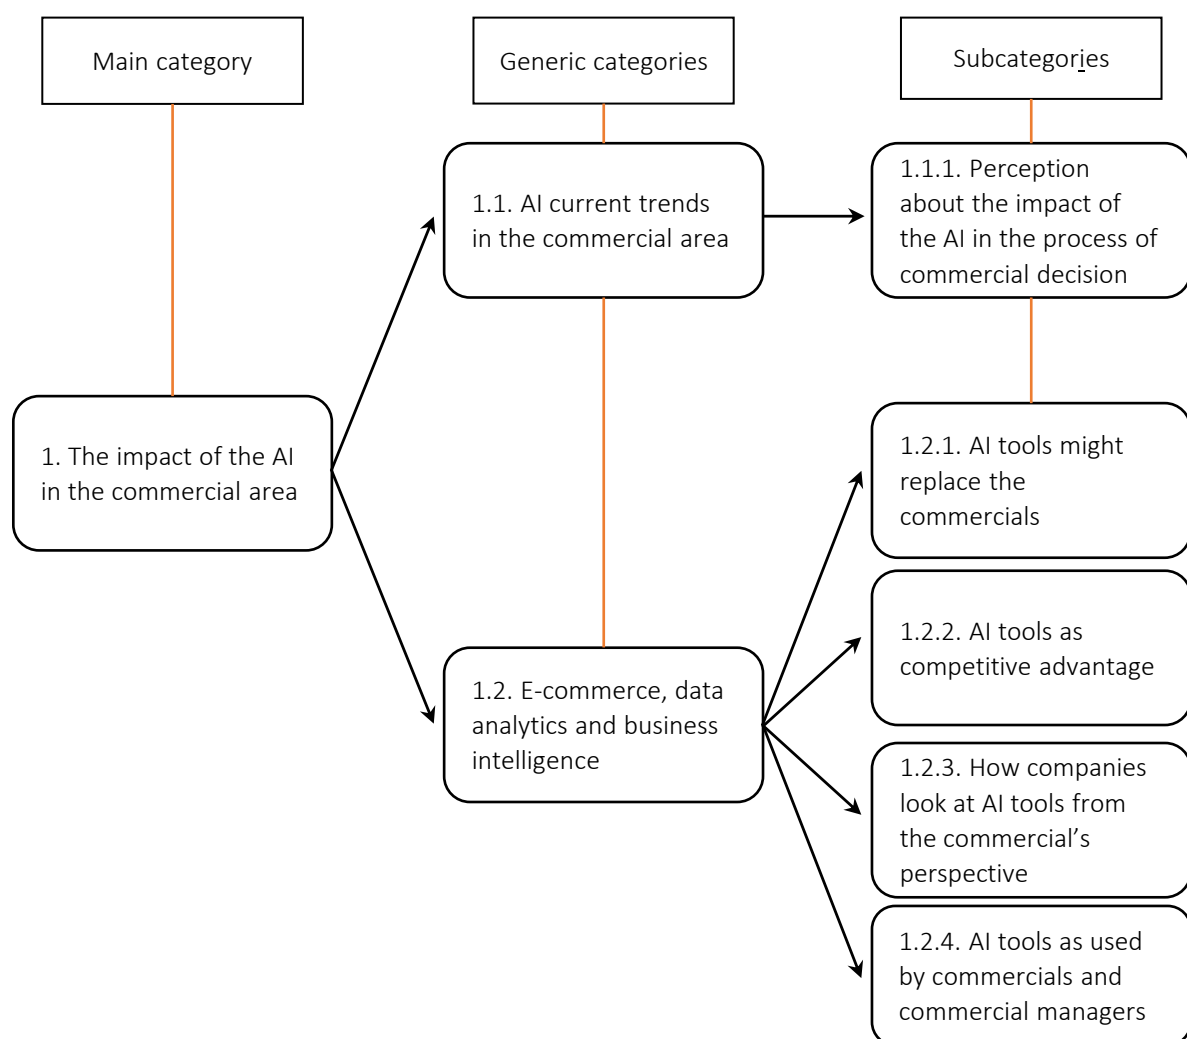 Main category
Generic categories
Subcategories
1.1. AI current trends
in the commercial area
1.1.1. Perception
about the impact of
the AI in the process of
commercial decision
1. The impact of the AI
in the commercial area
1.2.1. AI tools might
replace the
commercials
1.2.2. AI tools as
competitive advantage
1.2. E-commerce, data
analytics and business
intelligence
1.2.3. How companies
look at AI tools from
the commercial’s
perspective
1.2.4. AI tools as used
by commercials and
commercial managers